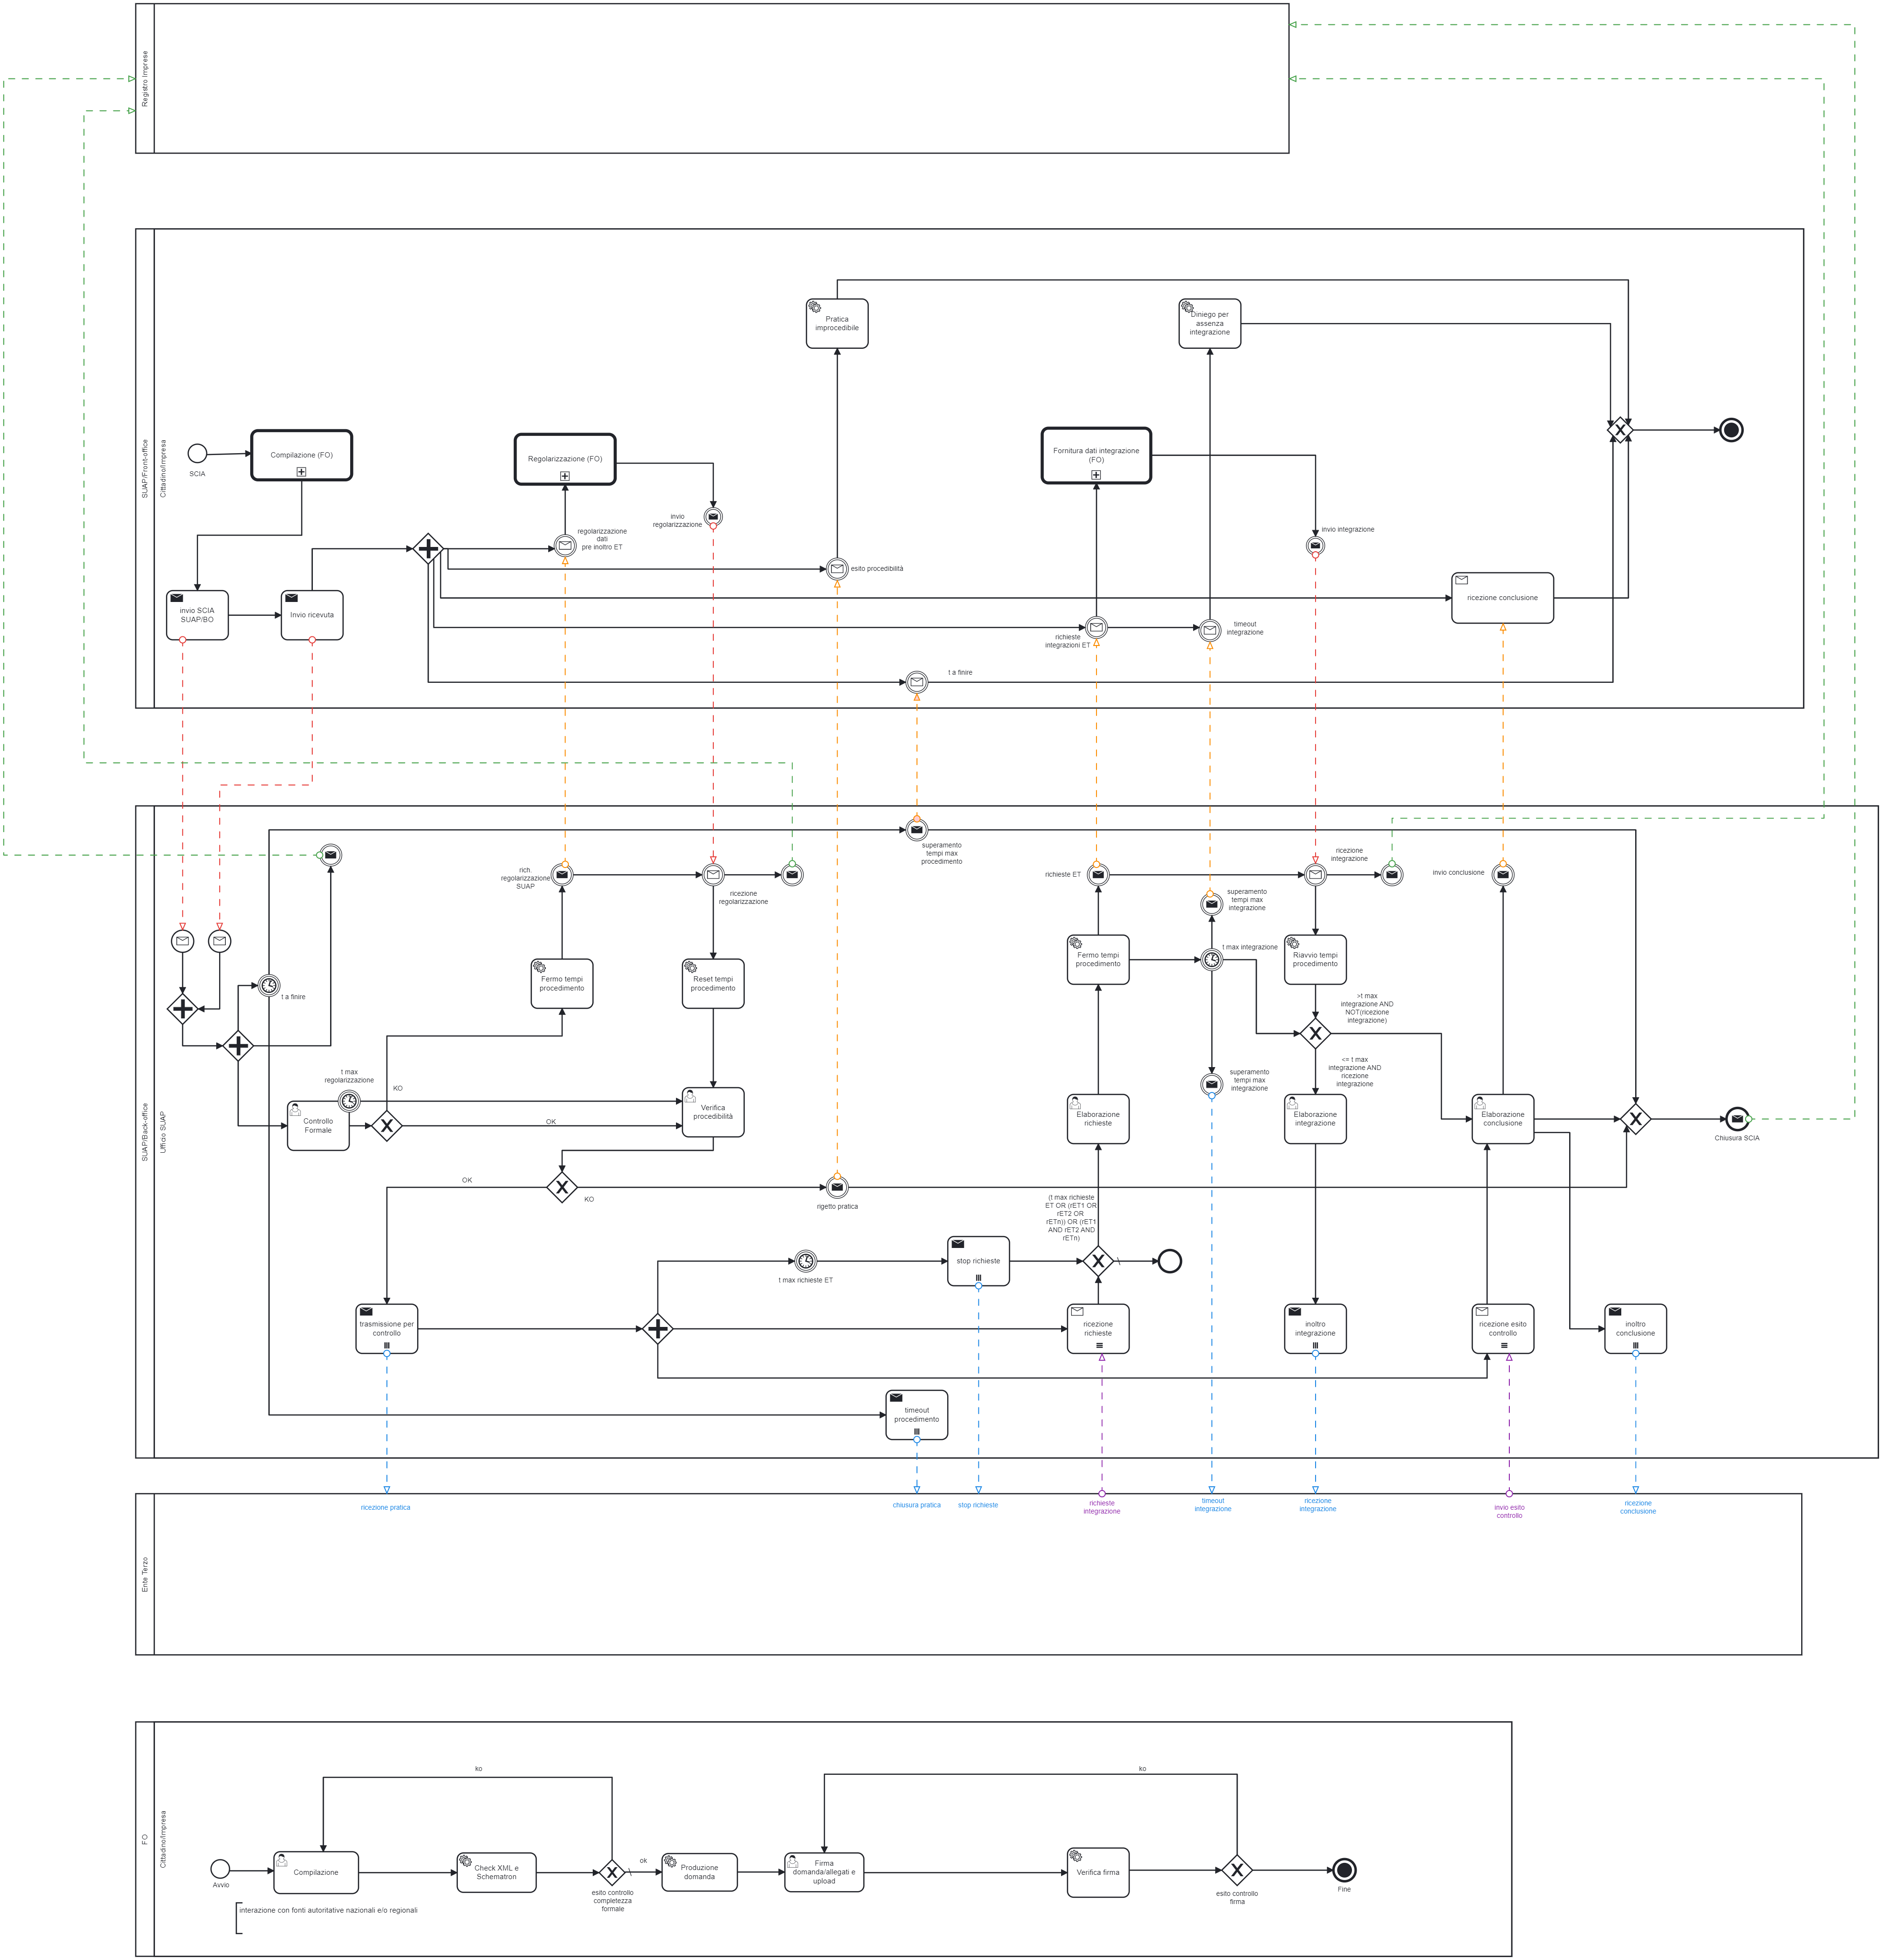 Registro Imprese
SUAP/Front-office
Cittadino/Impresa
Pratica
improcedibile
Diniego per
assenza
integrazione
SCIA
Compilazione (FO)
Regolarizzazione (FO)
Fornitura dati integrazione
(FO)
invio
regolarizzazione
regolarizzazione
dati
pre inoltro ET
invio integrazione
esito procedibilità
invio SCIA
SUAP/BO
Invio ricevuta
ricezione conclusione
richieste
integrazioni ET
timeout
integrazione
t a finire
SUAP/Back-office
Ufficio SUAP
superamento
tempi max
procedimento
rich.
regolarizzazione
SUAP
ricezione
regolarizzazione
richieste ET
ricezione
integrazione
invio conclusione
superamento
tempi max
integrazione
t max integrazione
Fermo tempi
procedimento
Reset tempi
procedimento
Fermo tempi
procedimento
Riavvio tempi
procedimento
t a finire
>t max
integrazione AND
NOT(ricezione
integrazione)
<= t max
integrazione AND
ricezione
integrazione
t max
regolarizzazione
KO
superamento
tempi max
integrazione
Controllo
Formale
OK
Verifica
procedibilità
Elaborazione
richieste
Elaborazione
integrazione
Elaborazione
conclusione
Chiusura SCIA
OK
KO
rigetto pratica
(t max richieste
ET OR (rET1 OR
rET2 OR
rETn)) OR (rET1
AND rET2 AND
rETn)
t max richieste ET
stop richieste
trasmissione per
controllo
ricezione
richieste
inoltro
integrazione
ricezione esito
controllo
inoltro
conclusione
timeout
procedimento
Ente Terzo
ricezione pratica
chiusura pratica
stop richieste
richieste
integrazione
timeout
integrazione
ricezione
integrazione
invio esito
controllo
ricezione
conclusione
FO
Cittadino/Impresa
ko
ko
Avvio
Compilazione
Check XML e
Schematron
esito controllo
completezza
formale
ok
Produzione
domanda
Firma
domanda/allegati e
upload
Verifica firma
esito controllo
firma
Fine
interazione con fonti autoritative nazionali e/o regionali